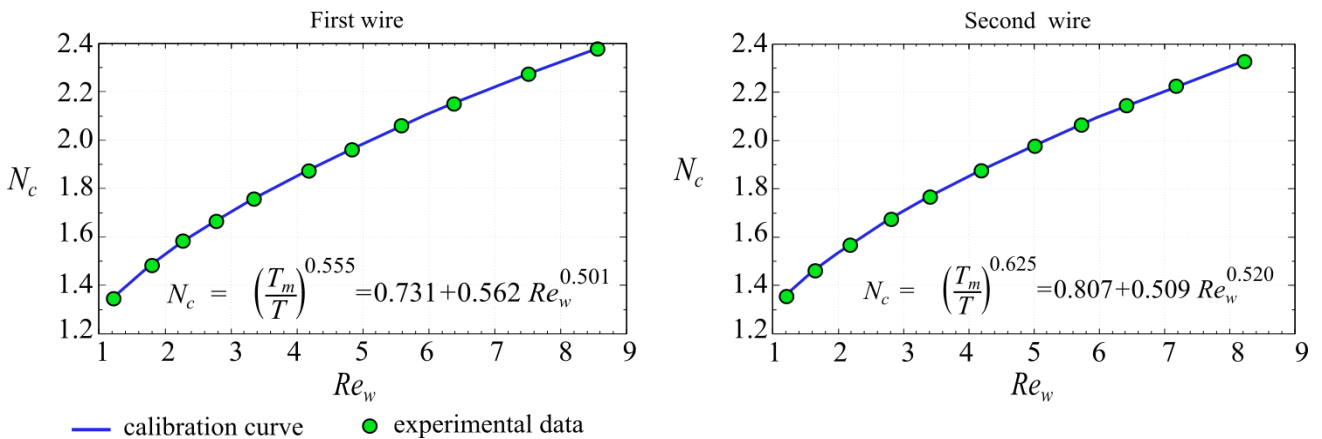 First wire
2.4
2.2
2.0
1.8
1.6
1.4
1.2
N_c
N_c = (T_m/T)^0.555 =0.731+0.562 Re_w^0.501
1 2 3 4 5 6 7 8 9
Re_w
Second wire
2.4
2.2
2.0
1.8
1.6
1.4
1.2
N_c
N_c = (T_m/T)^0.625 =0.807+0.509 Re_w^0.520
1 2 3 4 5 6 7 8 9
Re_w
calibration curve experimental data